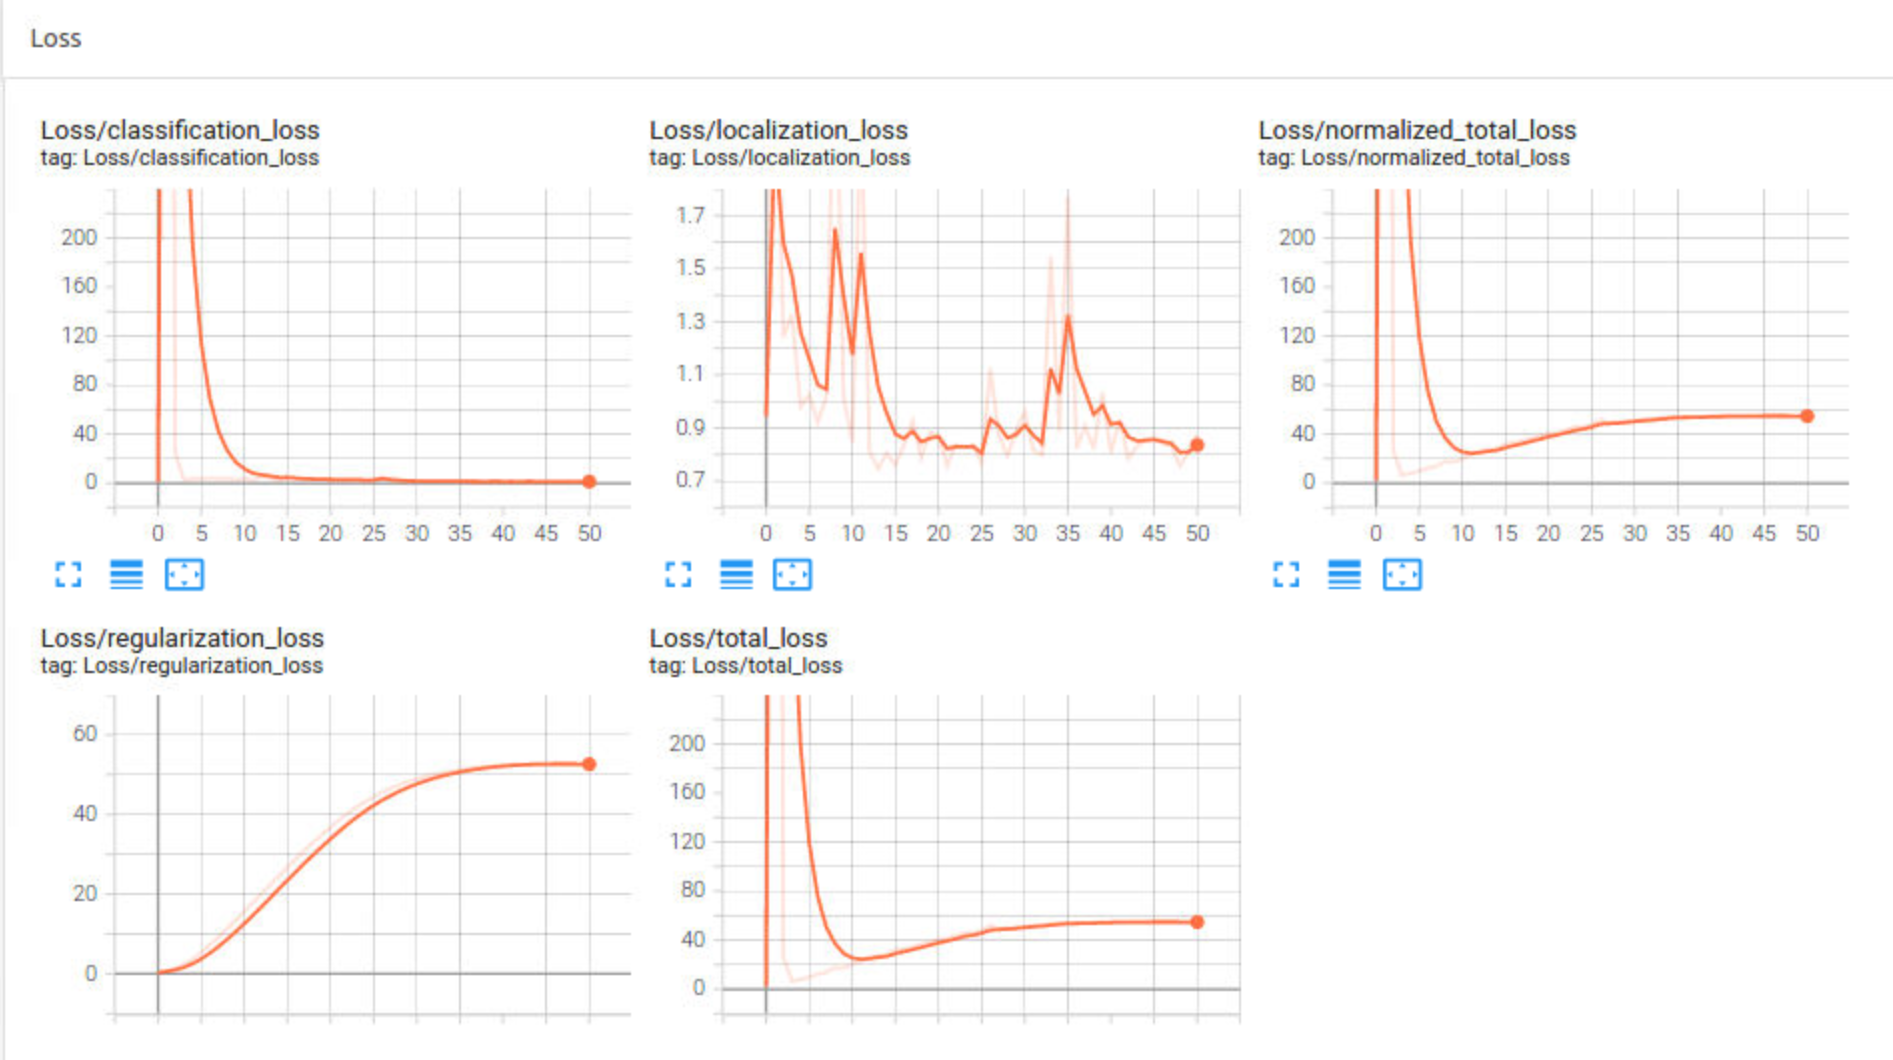 Loss
Loss/classification_loss
tag: Loss/classification_loss
200
160
120
80
40
0
0 5 10 15 20 25 30 35 40 45 50
Loss/localization_loss
tag: Loss/localization_loss
1.7
1.5
1.3
1.1
0.9
0.7
0 5 10 15 20 25 30 35 40 45 50
Loss/normalized_total_loss
tag: Loss/normalized_total_loss
200
160
120
80
40
0
0 5 10 15 20 25 30 35 40 45 50
Loss/regularization_loss
tag: Loss/regularization_loss
60
40
20
0
Loss/total_loss
tag: Loss/total_loss
200
160
120
80
40
0